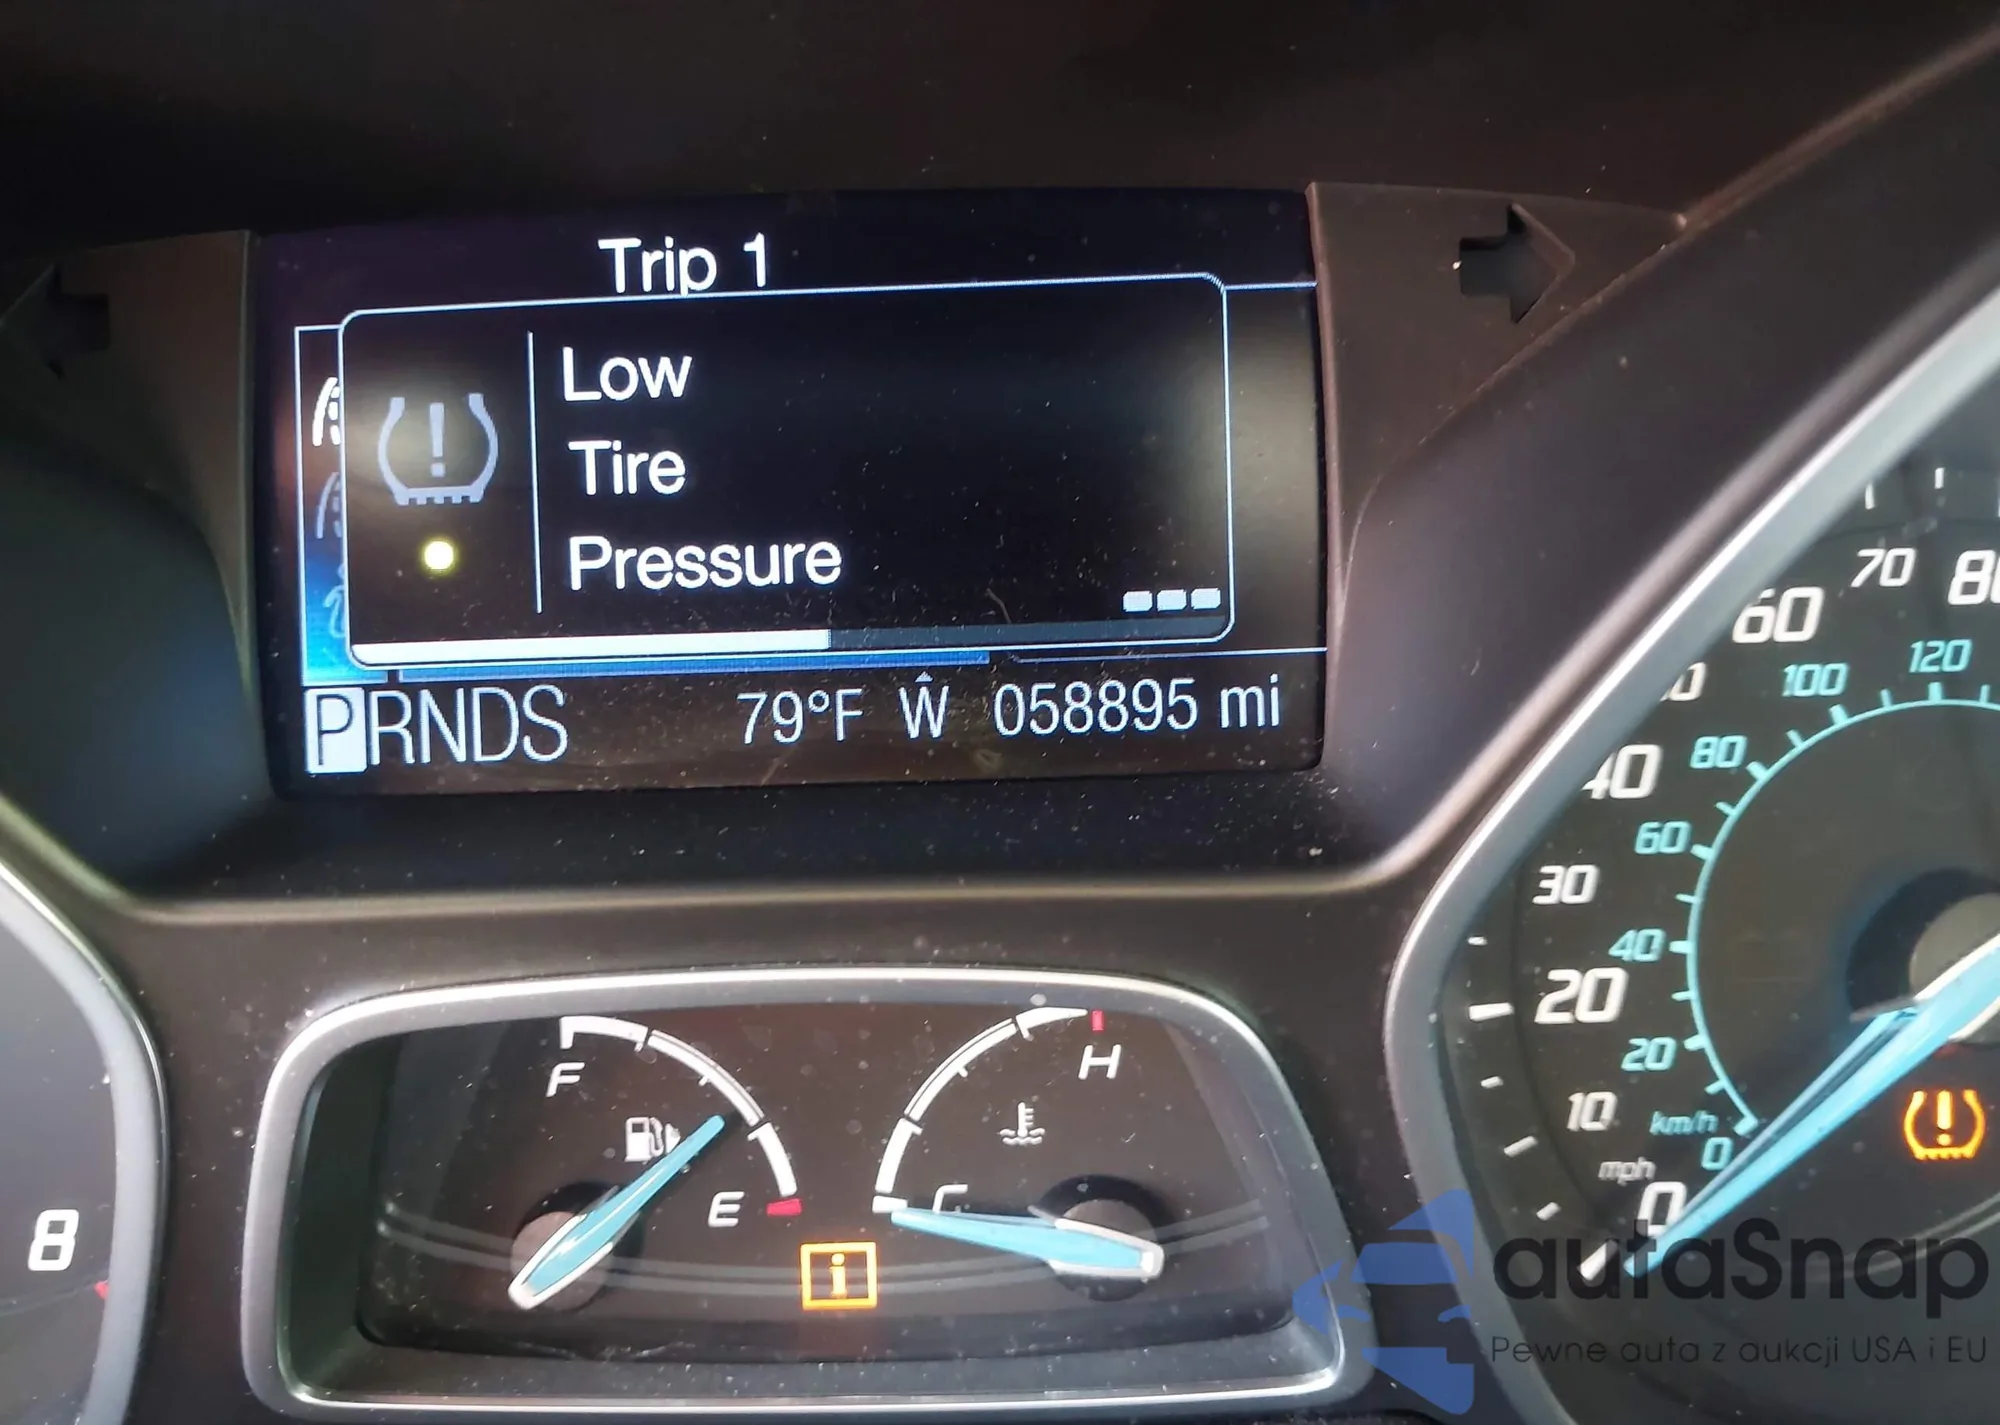 Trip 1
Low
Tire
Pressure
PRNDS 79°F W 058895 mi
70 80
60
120
100
40 80
60
30
40
20
20
10 km/h
0
mph
0
F
H
E
C
i
8
autaSnap
Pewne auta z aukcji USA i EU